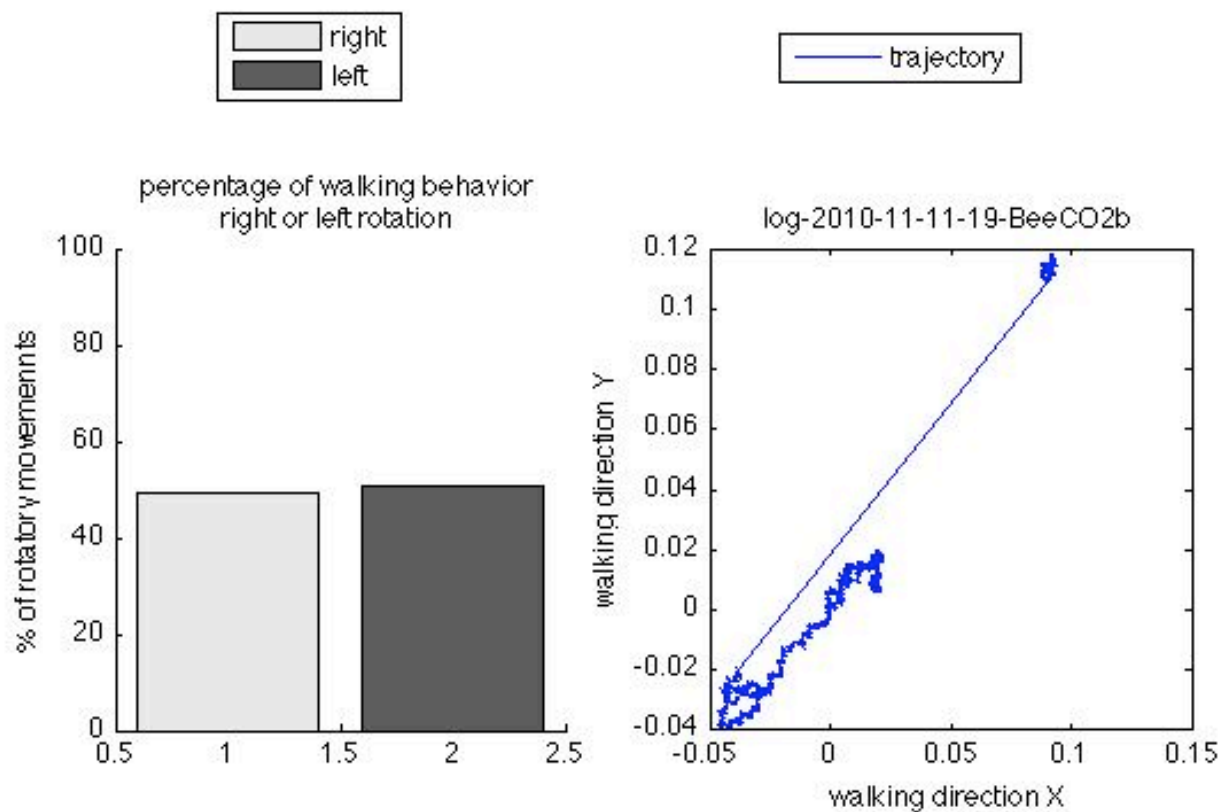 right
left
trajectory
percentage of walking behavior
right or left rotation
log-2010-11-11-19-BeeCO2b
100
80
60
40
20
0
% of rotatory movemennts
0.5
1
1.5
2
2.5
0.12
0.1
0.08
0.06
0.04
0.02
0
-0.02
-0.04
walking direction Y
-0.05
0
0.05
0.1
0.15
walking direction X